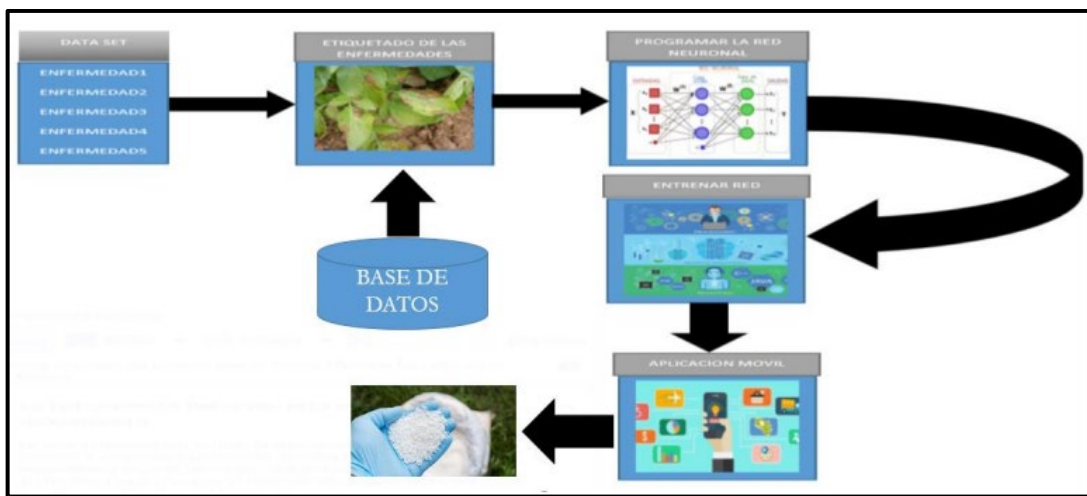 DATA SET
ENFERMEDAD1
ENFERMEDAD2
ENFERMEDAD3
ENFERMEDAD4
ENFERMEDAD5
ETIQUETADO DE LAS
ENFERMEDADES
BASE DE
DATOS
PROGRAMAR LA RED
NEURONAL
ENTRENAR RED
JAVA
APLICACION MOVIL